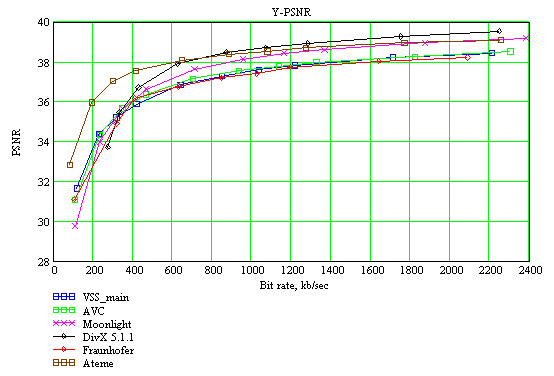 Y-PSNR
40
38
36
34
32
30
28
PSNR
0 200 400 600 800 1000 1200 1400 1600 1800 2000 2200 2400
Bit rate, kb/sec
VSS_main
AVC
Moonlight
DivX 5.1.1
Fraunhofer
Ateme